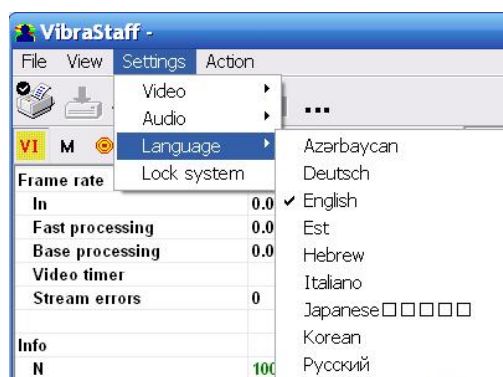 VibraStaff -
File View Settings Action
Video
Audio
...
VI M Language Azərbaycan
Lock system Deutsch
Frame rate
In 0.0 English
Fast processing 0.0 Est
Base processing 0.0 Hebrew
Video timer Italiano
Stream errors 0 Japanese□□□□□
Korean
Info
N 100 Русский